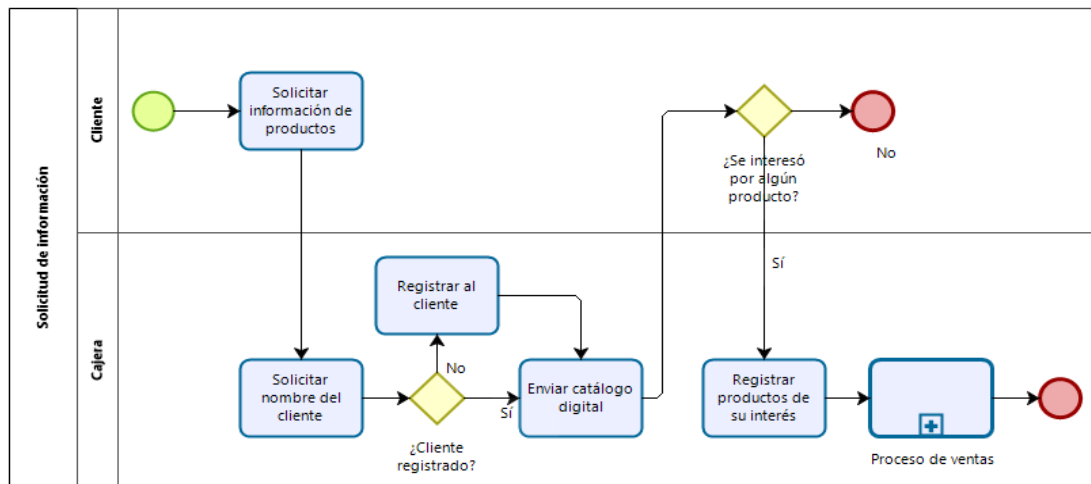 Solicitud de información
Cliente
Solicitar
información de
productos
¿Se interesó
por algún
producto?
No
Sí
Cajera
Solicitar
nombre del
cliente
¿Cliente
registrado?
No
Registrar al
cliente
Sí
Enviar catálogo
digital
Registrar
productos de
su interés
Proceso de ventas